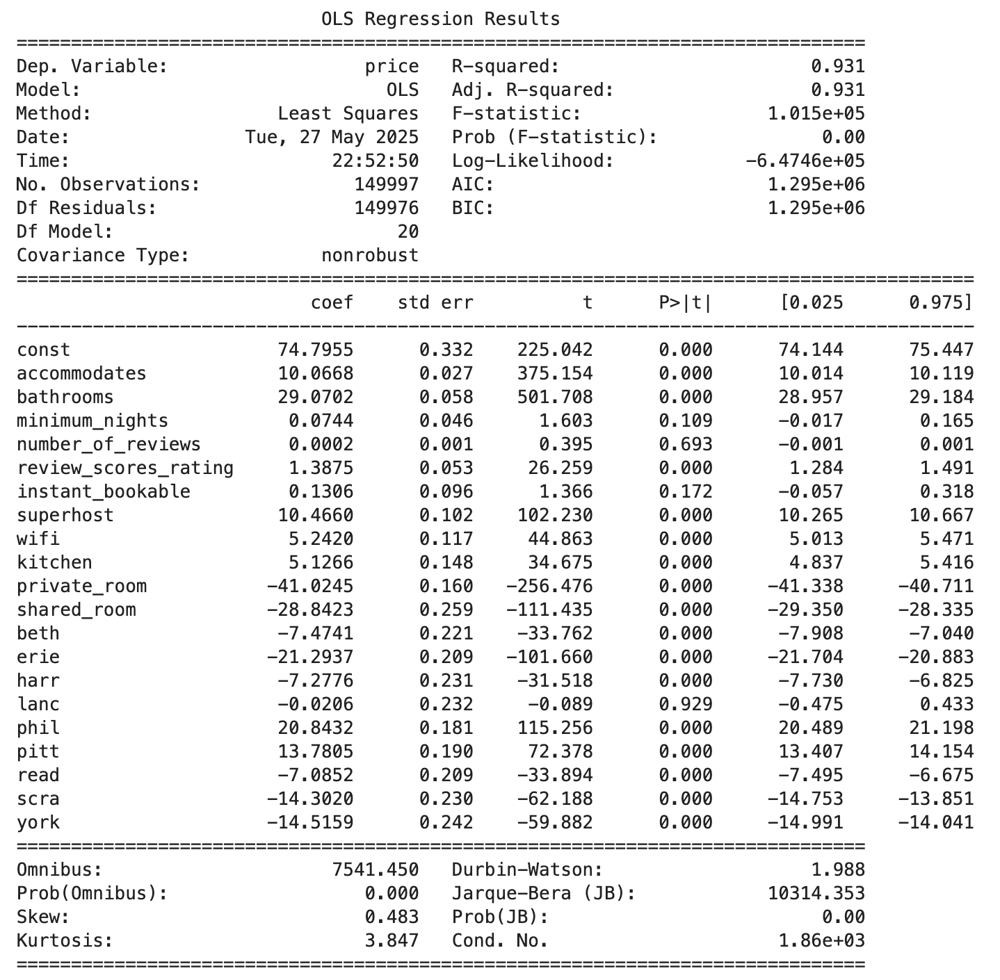 OLS Regression Results
==============================================================================
Dep. Variable: price R-squared: 0.931
Model: OLS Adj. R-squared: 0.931
Method: Least Squares F-statistic: 1.015e+05
Date: Tue, 27 May 2025 Prob (F-statistic): 0.00
Time: 22:52:50 Log-Likelihood: -6.4746e+05
No. Observations: 149997 AIC: 1.295e+06
Df Residuals: 149976 BIC: 1.295e+06
Df Model: 20
Covariance Type: nonrobust
========================================================================================
coef std err t P>|t| [0.025 0.975]
----------------------------------------------------------------------------------------
const 74.7955 0.332 225.042 0.000 74.144 75.447
accommodates 10.0668 0.027 375.154 0.000 10.014 10.119
bathrooms 29.0702 0.058 501.708 0.000 28.957 29.184
minimum_nights 0.0744 0.046 1.603 0.109 -0.017 0.165
number_of_reviews 0.0002 0.001 0.395 0.693 -0.001 0.001
review_scores_rating 1.3875 0.053 26.259 0.000 1.284 1.491
instant_bookable 0.1306 0.096 1.366 0.172 -0.057 0.318
superhost 10.4660 0.102 102.230 0.000 10.265 10.667
wifi 5.2420 0.117 44.863 0.000 5.013 5.471
kitchen 5.1266 0.148 34.675 0.000 4.837 5.416
private_room -41.0245 0.160 -256.476 0.000 -41.338 -40.711
shared_room -28.8423 0.259 -111.435 0.000 -29.350 -28.335
beth -7.4741 0.221 -33.762 0.000 -7.908 -7.040
erie -21.2937 0.209 -101.660 0.000 -21.704 -20.883
harr -7.2776 0.231 -31.518 0.000 -7.730 -6.825
lanc -0.0206 0.232 -0.089 0.929 -0.475 0.433
phil 20.8432 0.181 115.256 0.000 20.489 21.198
pitt 13.7805 0.190 72.378 0.000 13.407 14.154
read -7.0852 0.209 -33.894 0.000 -7.495 -6.675
scra -14.3020 0.230 -62.188 0.000 -14.753 -13.851
york -14.5159 0.242 -59.882 0.000 -14.991 -14.041
==============================================================================
Omnibus: 7541.450 Durbin-Watson: 1.988
Prob(Omnibus): 0.000 Jarque-Bera (JB): 10314.353
Skew: 0.483 Prob(JB): 0.00
Kurtosis: 3.847 Cond. No. 1.86e+03
==============================================================================